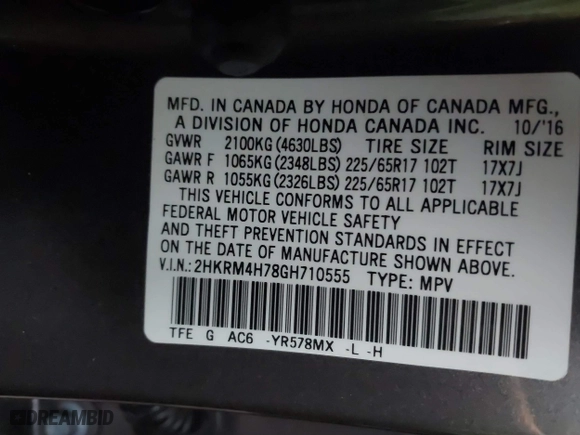 MFD. IN CANADA BY HONDA OF CANADA MFG.,
A DIVISION OF HONDA CANADA INC. 10/'16
GVWR 2100KG(4630LBS) TIRE SIZE RIM SIZE
GAWR F 1065KG(2348LBS) 225/65R17 102T 17X7J
GAWR R 1055KG(2326LBS) 225/65R17 102T 17X7J
THIS VEHICLE CONFORMS TO ALL APPLICABLE
FEDERAL MOTOR VEHICLE SAFETY
AND THEFT PREVENTION STANDARDS IN EFFECT
ON THE DATE OF MANUFACTURE SHOWN ABOVE.
V.I.N.:2HKRM4H78GH710555 TYPE: MPV
TFE G AC6 -YR578MX -L -H
DREAMBID